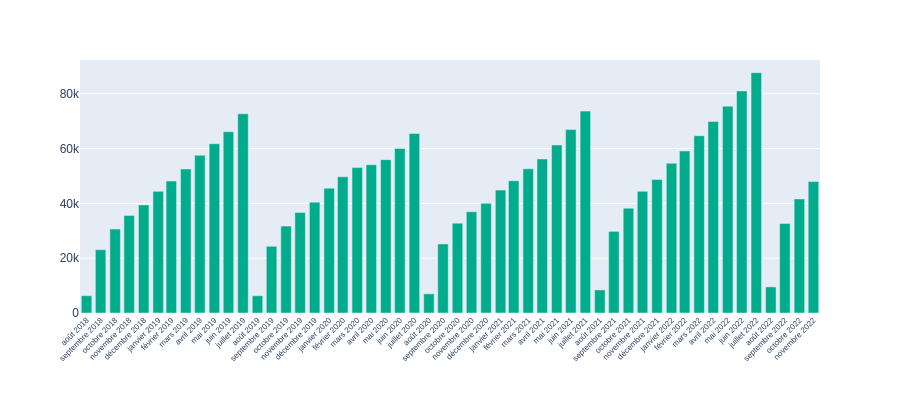 80k
60k
40k
20k
0
août 2018
septembre 2018
octobre 2018
novembre 2018
décembre 2018
janvier 2019
février 2019
mars 2019
avril 2019
mai 2019
juin 2019
juillet 2019
août 2019
septembre 2019
octobre 2019
novembre 2019
décembre 2019
janvier 2020
février 2020
mars 2020
avril 2020
mai 2020
juin 2020
juillet 2020
août 2020
septembre 2020
octobre 2020
novembre 2020
décembre 2020
janvier 2021
février 2021
mars 2021
avril 2021
mai 2021
juin 2021
juillet 2021
août 2021
septembre 2021
octobre 2021
novembre 2021
décembre 2021
janvier 2022
février 2022
mars 2022
avril 2022
mai 2022
juin 2022
juillet 2022
août 2022
septembre 2022
octobre 2022
novembre 2022